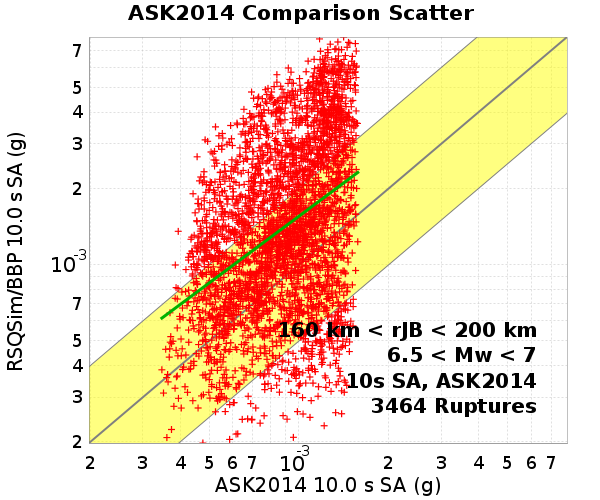 ASK2014 Comparison Scatter
7
5
4
3
2
10-3
7
5
4
3
2
RSQSim/BBP 10.0 s SA (g)
160 km < rJB < 200 km
6.5 < Mw < 7
10s SA, ASK2014
3464 Ruptures
2 3 4 5 6 7 10-3 2 3 4 5 6 7
ASK2014 10.0 s SA (g)